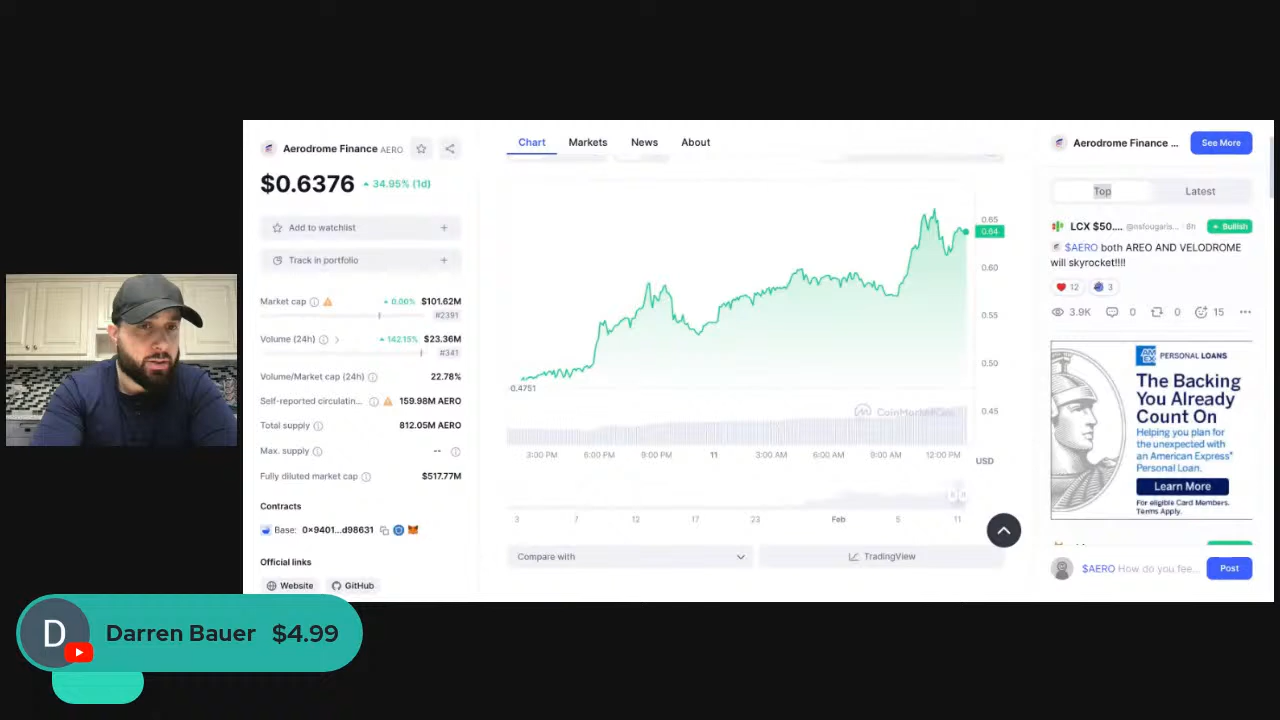 Aerodrome Finance AERO
$0.6376 34.95% (1d)
Add to watchlist
Track in portfolio
Market cap 0.00% $101.62M
#2391
Volume (24h) 142.15% $23.36M
#341
Volume/Market cap (24h) 22.78%
Self-reported circulatin... 159.98M AERO
Total supply 812.05M AERO
Max. supply --
Fully diluted market cap $517.77M
Contracts
Base: 0x9401...d98631
Official links
Website GitHub
Chart Markets News About
0.65
0.64
0.60
0.55
0.50
0.45
0.4751
CoinMarketCap
3:00 PM 6:00 PM 9:00 PM 11 3:00 AM 6:00 AM 9:00 AM 12:00 PM
USD
3 7 12 17 23 Feb 5 11
Compare with
TradingView
Aerodrome Finance ...
See More
Top Latest
LCX $50.... @nsfougaris... · 8h Bullish
$AERO both AREO AND VELODROME
will skyrocket!!!!
12 3
3.9K 0 0 15
AM EX
PERSONAL LOANS
The Backing
You Already
Count On
Helping you plan for
the unexpected with
an American Express®
Personal Loan.
Learn More
For eligible Card Members.
Terms Apply.
$AERO How do you fee...
Post
D
Darren Bauer $4.99